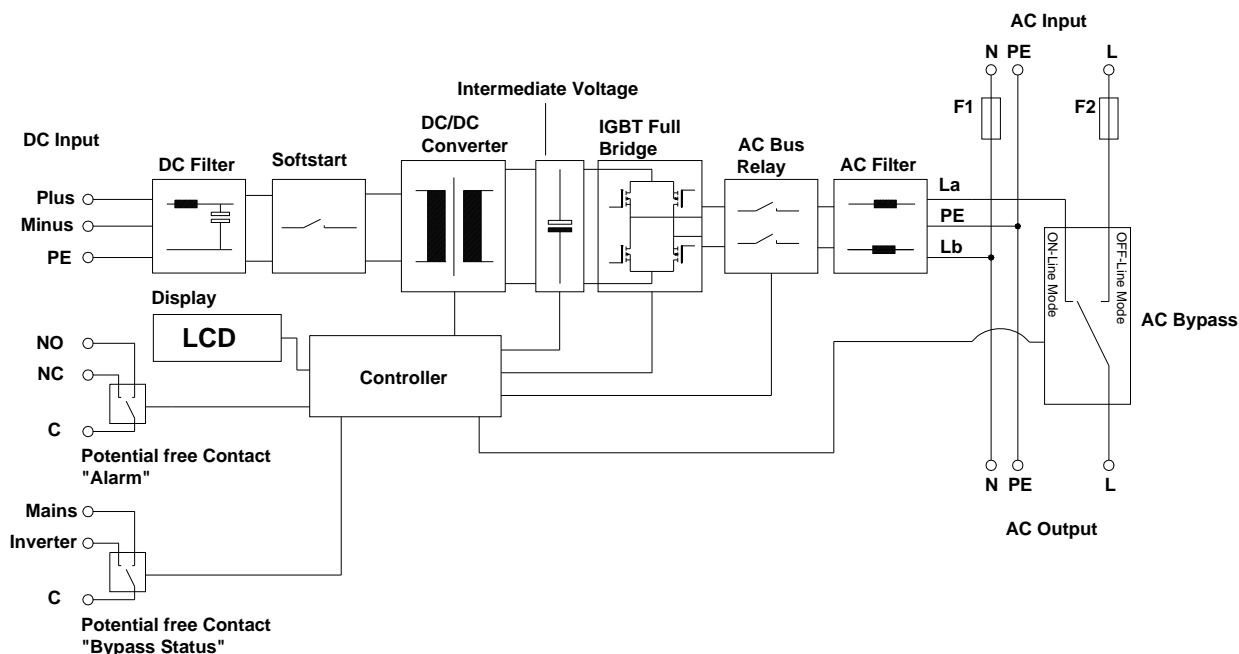 AC Input
N PE L
F1 F2
Intermediate Voltage
DC Input
DC Filter
Softstart
DC/DC
Converter
IGBT Full
Bridge
AC Bus
Relay
AC Filter
Plus
Minus
PE
La
PE
Lb
ON-Line Mode
OFF-Line Mode
AC Bypass
Display
LCD
Controller
NO
NC
C
Potential free Contact
"Alarm"
N PE L
AC Output
Mains
Inverter
C
Potential free Contact
"Bypass Status"